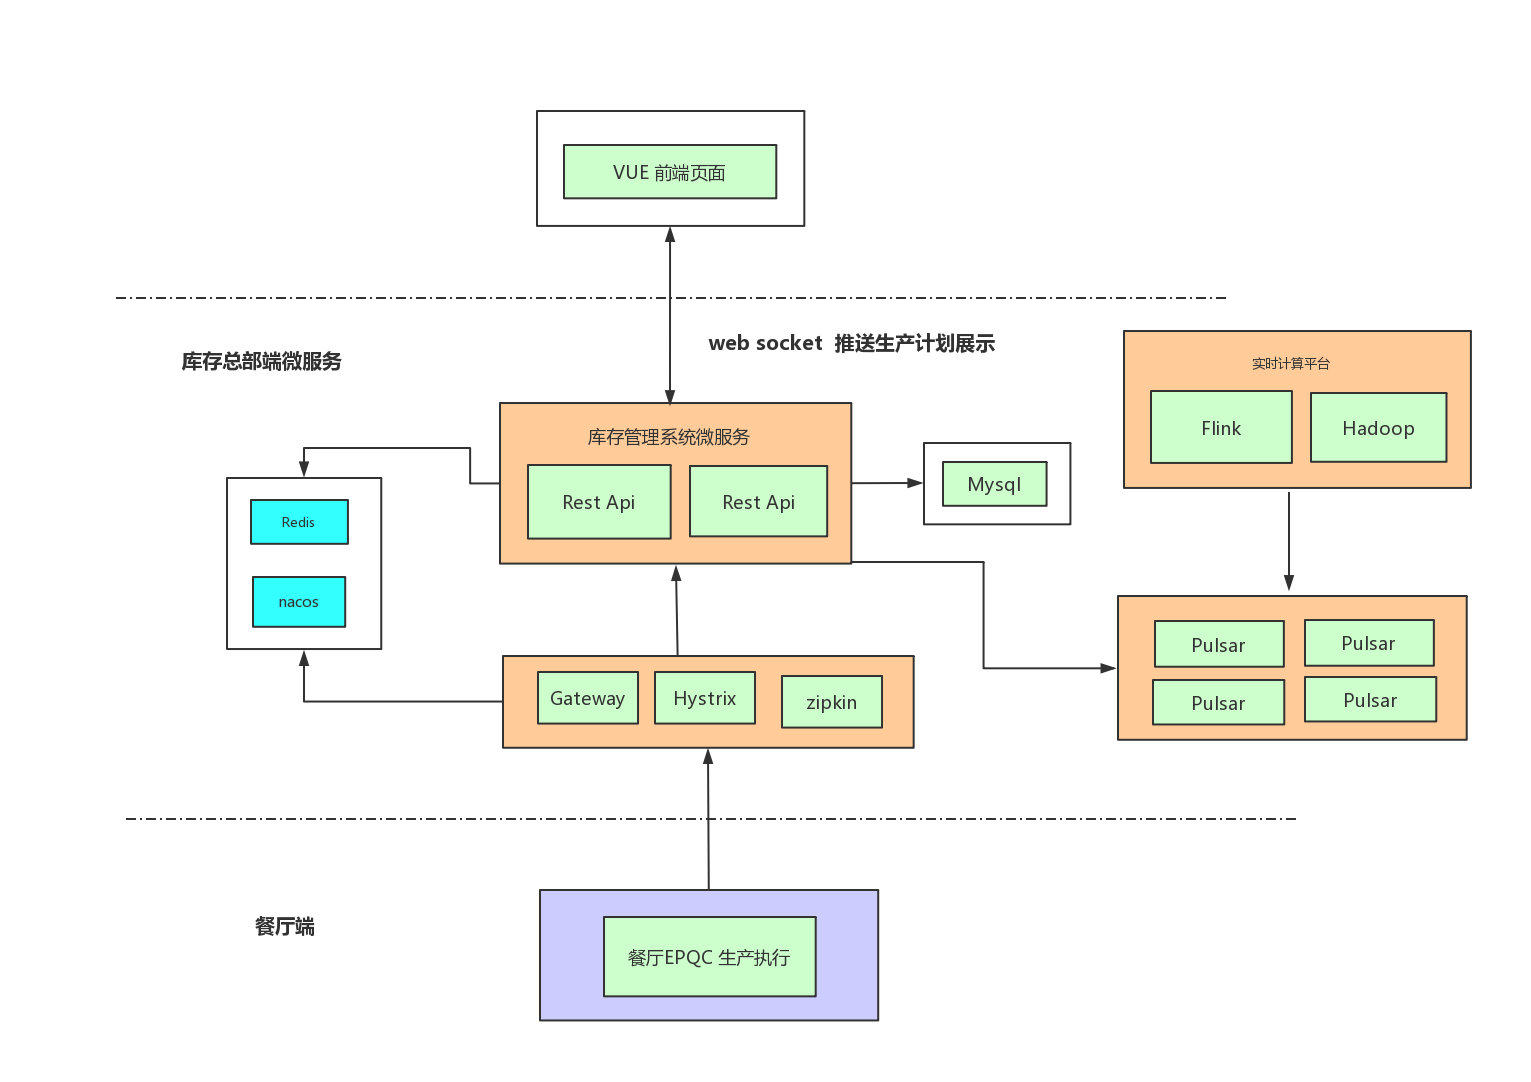 VUE 前端页面
web socket  推送生产计划展示
库存总部端微服务
实时计算平台
Flink
Hadoop
库存管理系统微服务
Rest Api
Rest Api
Mysql
Redis
nacos
Pulsar
Pulsar
Pulsar
Pulsar
Gateway
Hystrix
zipkin
餐厅端
餐厅EPQC 生产执行